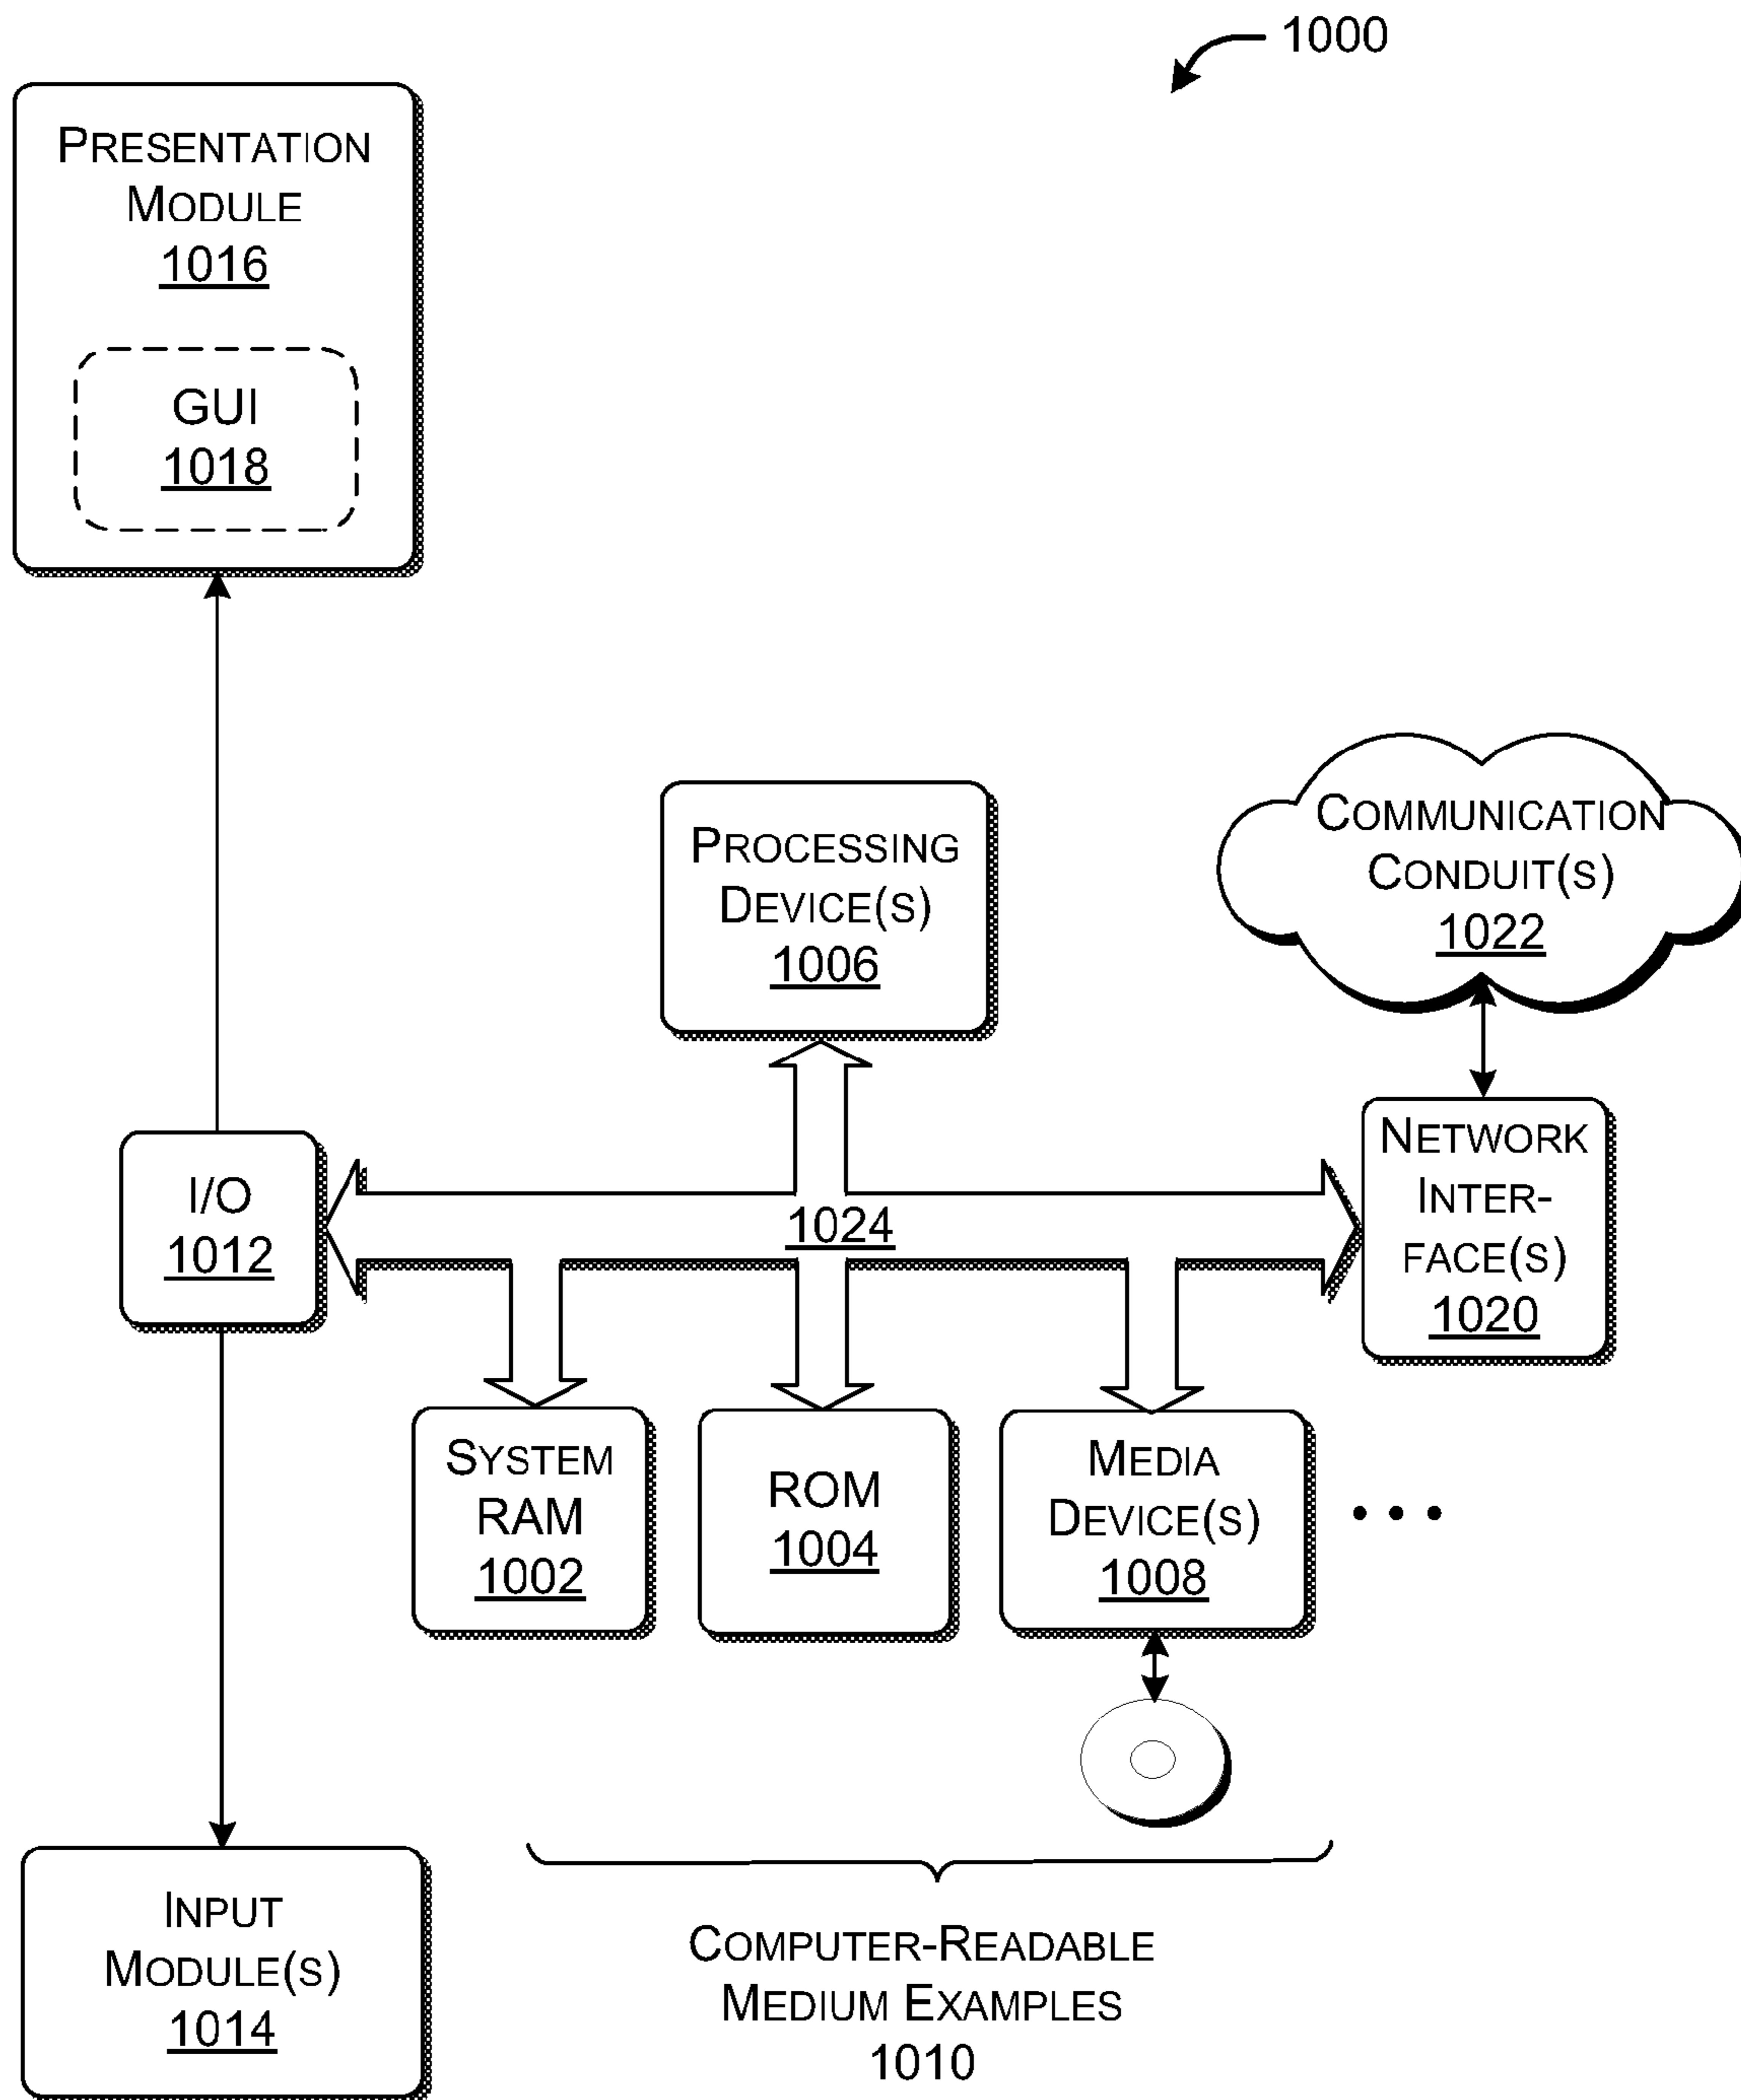 1000
PRESENTATION
MODULE
1016
GUI
1018
PROCESSING
DEVICE(S)
1006
COMMUNICATION
CONDUIT(S)
1022
I/O
1012
1024
NETWORK
INTER-
FACE(S)
1020
SYSTEM
RAM
1002
ROM
1004
MEDIA
DEVICE(S)
1008
• • •
INPUT
MODULE(S)
1014
COMPUTER-READABLE
MEDIUM EXAMPLES
1010